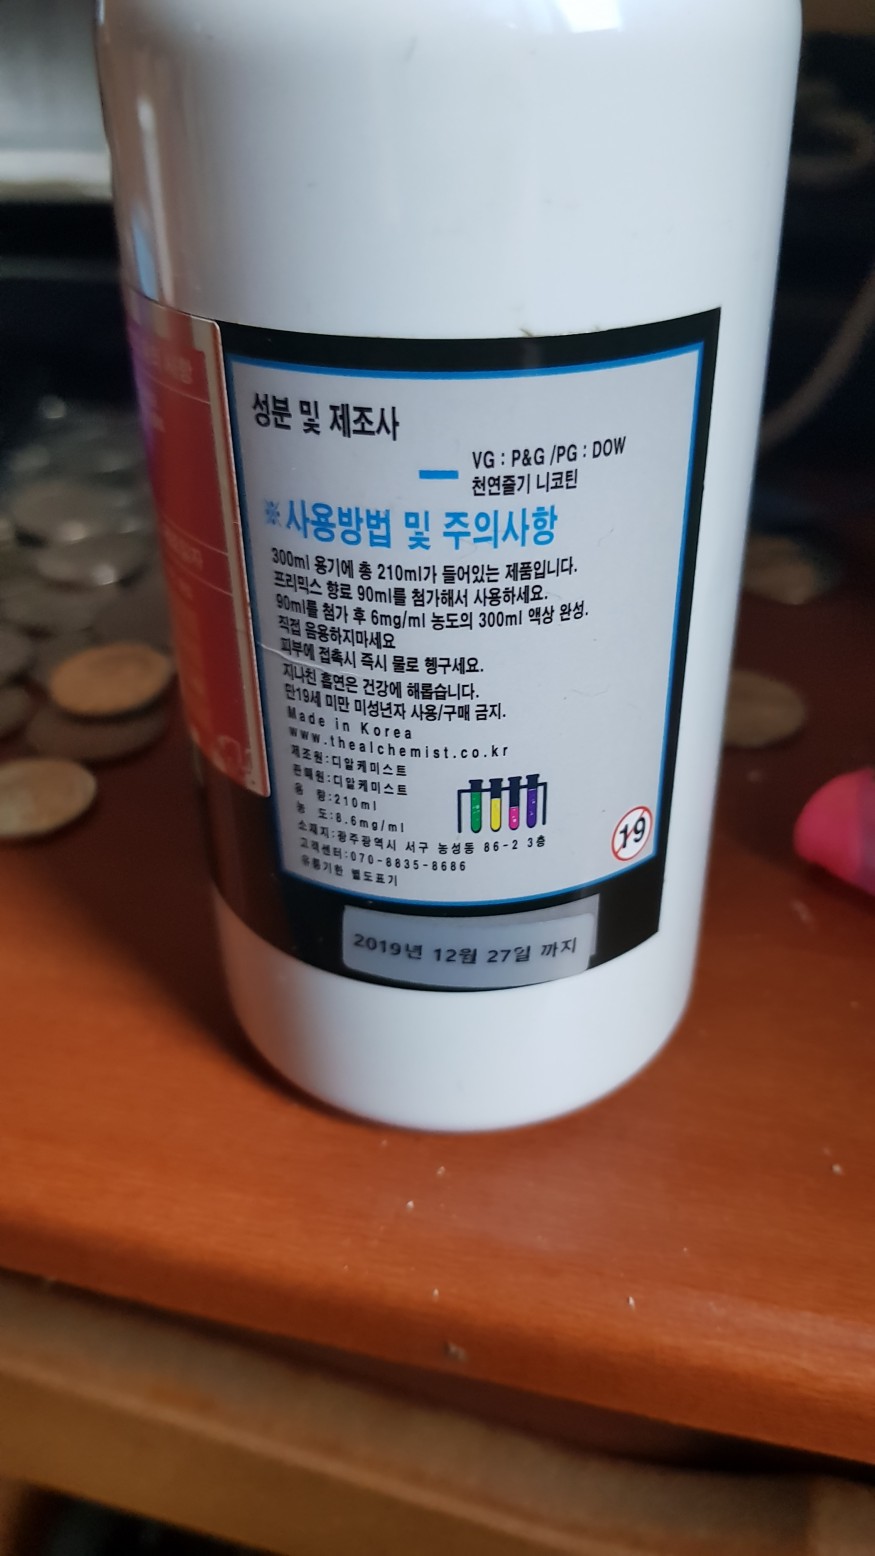 성분 및 제조사
VG : P&G /PG : DOW
천연줄기 니코틴
※사용방법 및 주의사항
300ml 용기에 총 210ml가 들어있는 제품입니다.
프리믹스 향료 90ml를 첨가해서 사용하세요.
90ml를 첨가 후 6mg/ml 농도의 300ml 액상 완성.
직접 음용하지마세요
피부에 접촉시 즉시 물로 헹구세요.
지나친 흡연은 건강에 해롭습니다.
만19세 미만 미성년자 사용/구매 금지.
Made in Korea
www.thealchemist.co.kr
제조원:디알케미스트
판매원:디알케미스트
용 량:210ml
농 도:8.6mg/ml
소재지:광주광역시 서구 농성동 86-2 3층
고객센터:070-8835-8686
유통기한 별도표기
19
2019년 12월 27일 까지